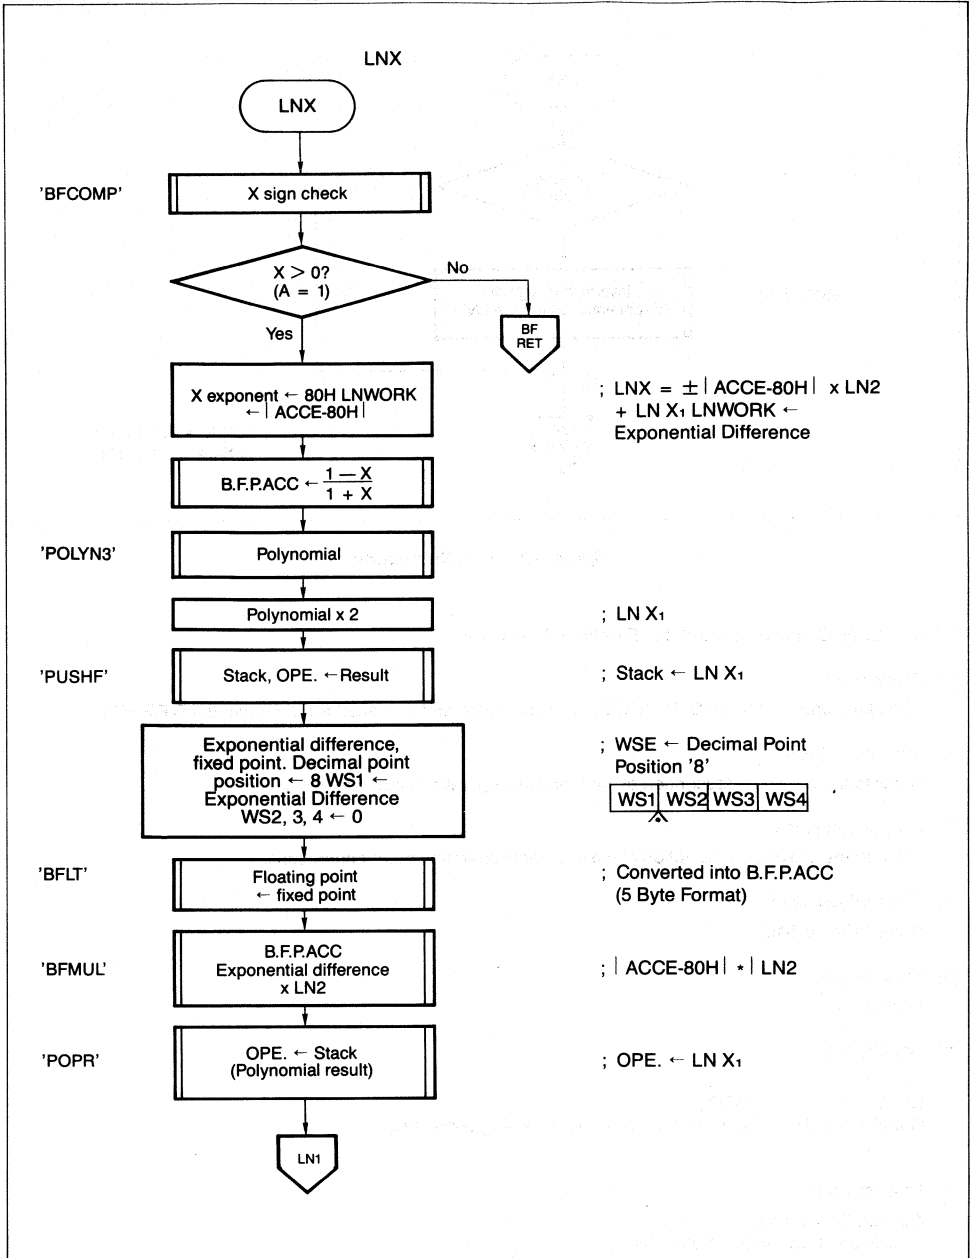 LNX
LNX
'BFCOMP'
X sign check
X > 0?
(A = 1)
No
BF
RET
Yes
X exponent ← 80H LNWORK
← | ACCE-80H |
; LNX = ± | ACCE-80H | x LN2
+ LN X₁ LNWORK ←
Exponential Difference
B.F.P.ACC ← 1 — X
1 + X
'POLYN3'
Polynomial
Polynomial x 2
; LN X₁
'PUSHF'
Stack, OPE. ← Result
; Stack ← LN X₁
Exponential difference,
fixed point. Decimal point
position ← 8 WS1 ←
Exponential Difference
WS2, 3, 4 ← 0
; WSE ← Decimal Point
Position '8'
WS1 WS2 WS3 WS4
'BFLT'
Floating point
← fixed point
; Converted into B.F.P.ACC
(5 Byte Format)
'BFMUL'
B.F.P.ACC
Exponential difference
x LN2
; | ACCE-80H | * | LN2
'POPR'
OPE. ← Stack
(Polynomial result)
; OPE. ← LN X₁
LN1